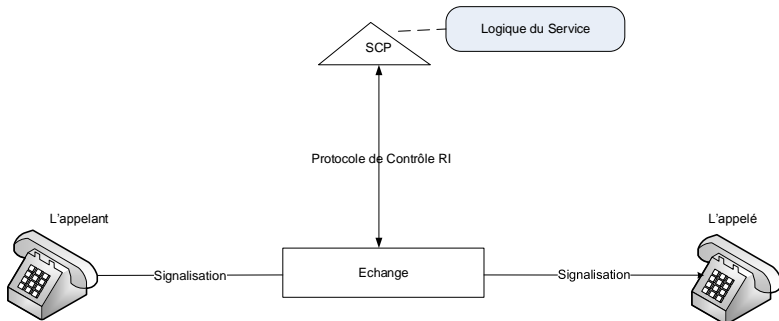 Logique du Service
SCP
Protocole de Contrôle RI
L'appelant
L'appelé
Signalisation
Echange
Signalisation